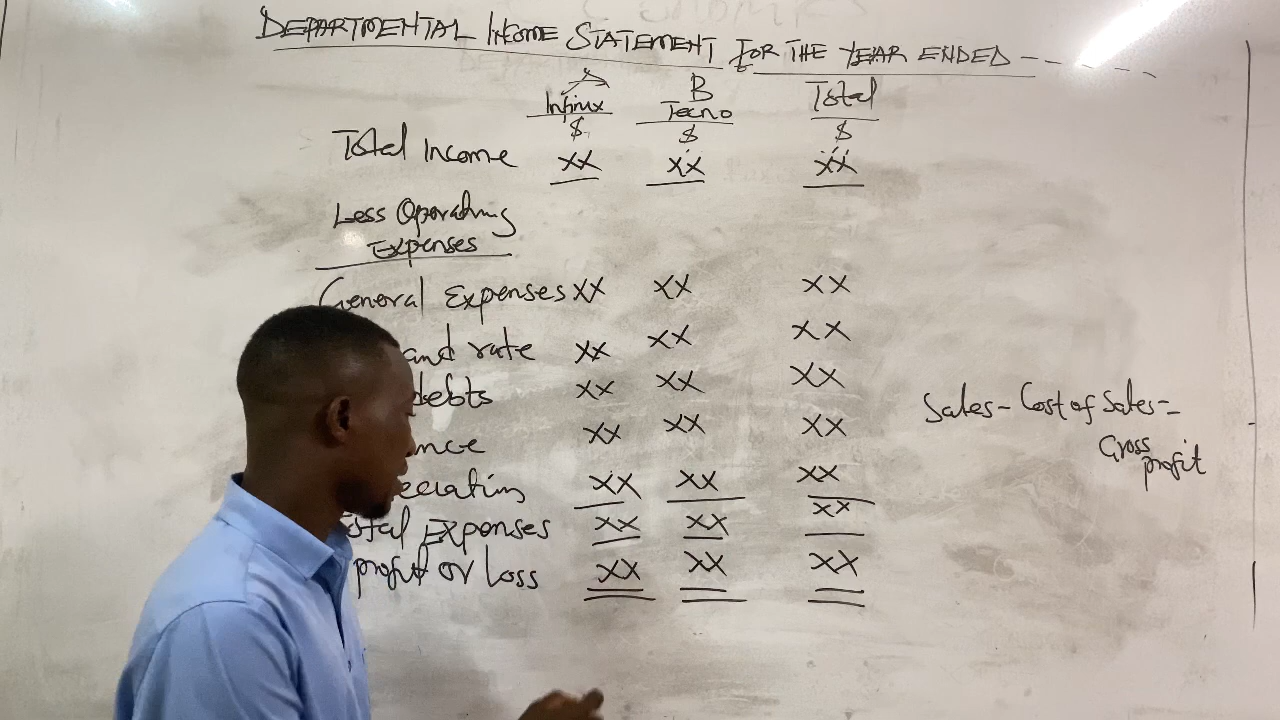 DEPARTMENTAL INCOME STATEMENT FOR THE YEAR ENDED -----
A B Total
Infinix Tecno
$ $ $
Total Income XX XX XX
Less Operating
Expenses
General Expenses XX XX XX
and rate XX XX XX
debts XX XX XX
XX XX XX
XX XX XX
Total Expenses XX XX XX
profit or Loss XX XX XX
Sales - Cost of Sales =
Gross
profit